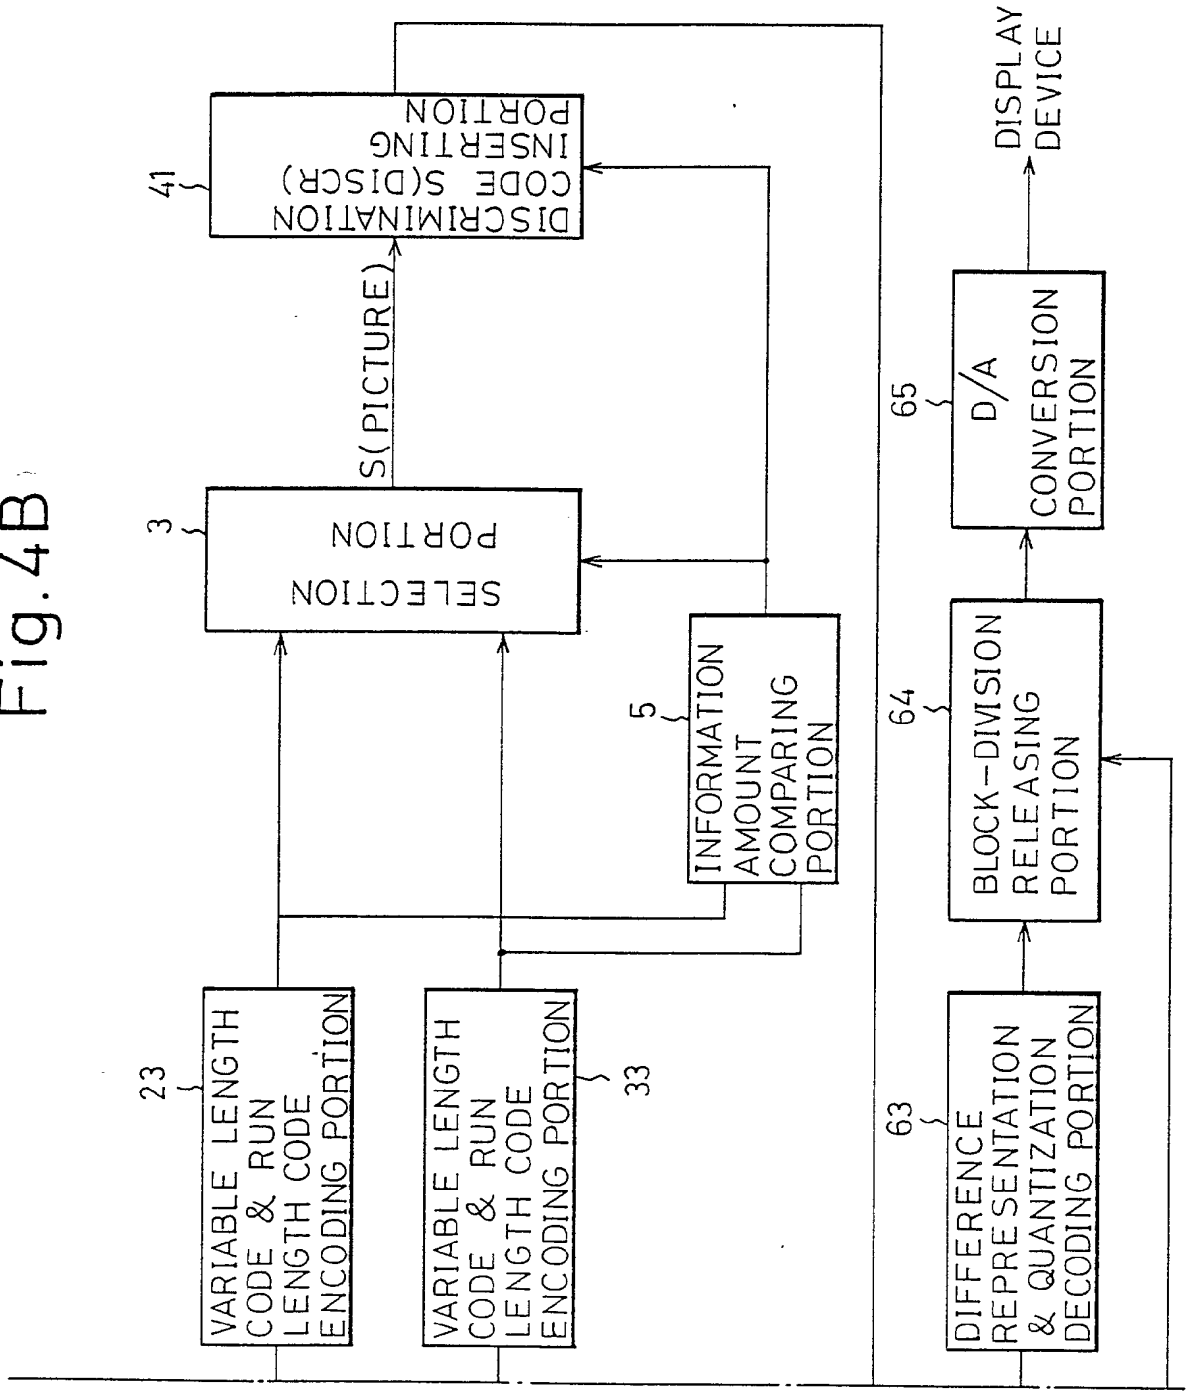 Fig. 4B
23
VARIABLE LENGTH
CODE & RUN
LENGTH CODE
ENCODING PORTION
VARIABLE LENGTH
CODE & RUN
LENGTH CODE
ENCODING PORTION
33
3
SELECTION
PORTION
S(PICTURE)
41
DISCRIMINATION
CODE S(DISCR)
INSERTING
PORTION
5
INFORMATION
AMOUNT
COMPARING
PORTION
63
DIFFERENCE
REPRESENTATION
& QUANTIZATION
DECODING PORTION
64
BLOCK-DIVISION
RELEASING
PORTION
65
D/A
CONVERSION
PORTION
DISPLAY
DEVICE